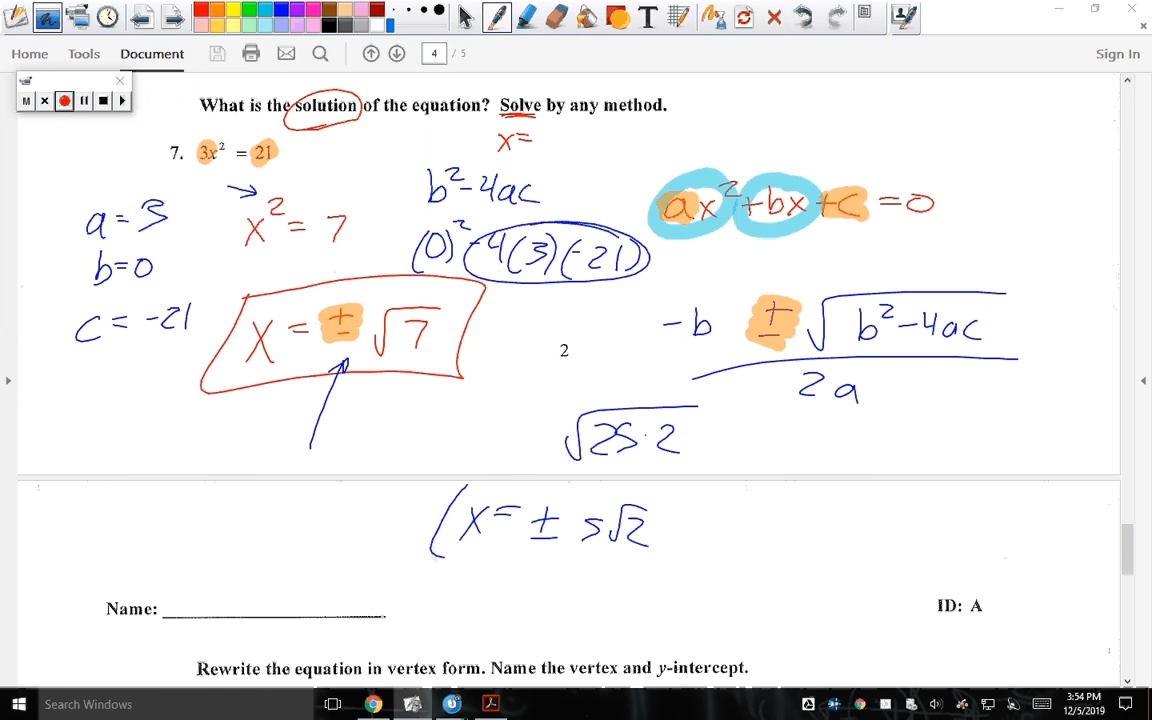 Home Tools Document 4 / 5 Sign In
M
What is the solution of the equation? Solve by any method.
x=
7. 3x² = 21
b²-4ac
ax²+bx+c=0
a = 3
x² = 7
(0)²-4(3)(-21)
b=0
c = -21
x = ± √7
2
-b ± √b²-4ac
2a
√25·2
(x= ± 5√2
Name:
ID: A
Rewrite the equation in vertex form. Name the vertex and y-intercept.
Search Windows
3:54 PM
12/5/2019